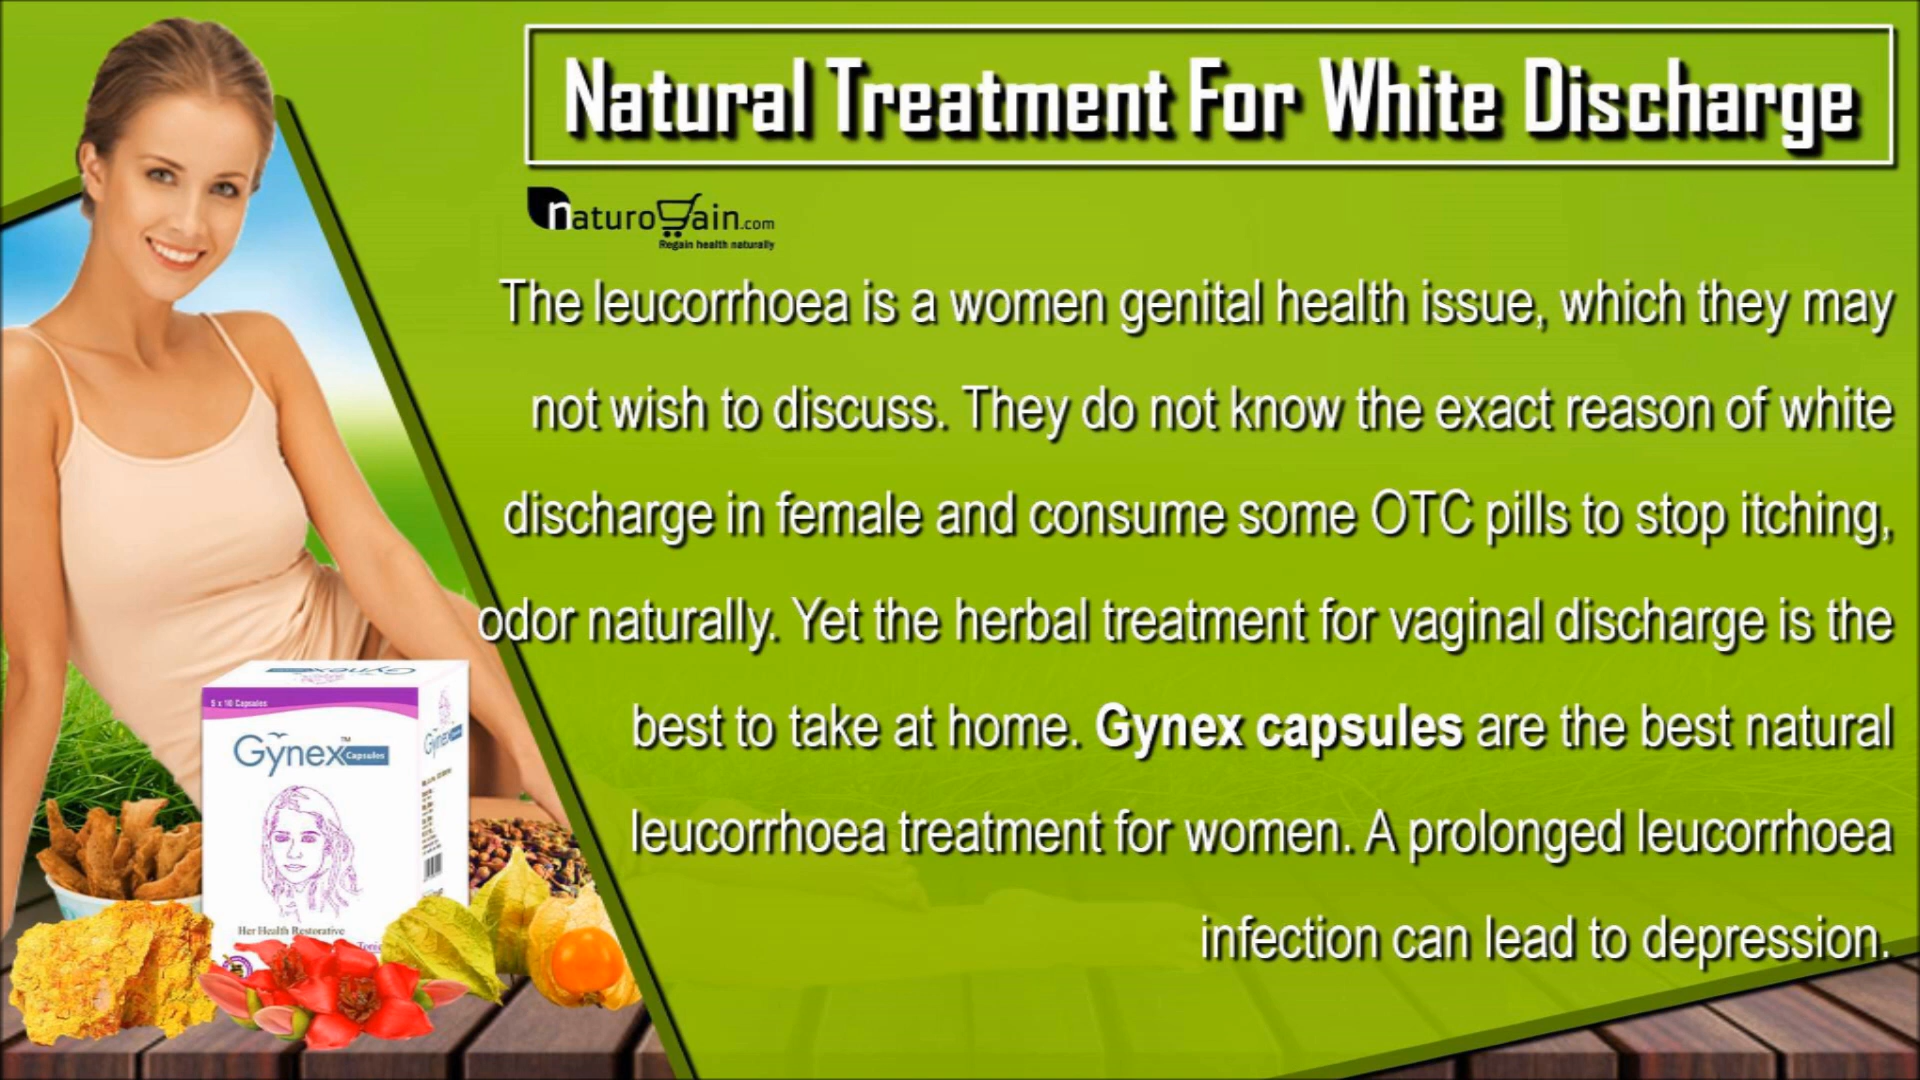 Natural Treatment For White Discharge
naturogain.com
Regain health naturally
The leucorrhoea is a women genital health issue, which they may
not wish to discuss. They do not know the exact reason of white
discharge in female and consume some OTC pills to stop itching,
odor naturally. Yet the herbal treatment for vaginal discharge is the
best to take at home. Gynex capsules are the best natural
leucorrhoea treatment for women. A prolonged leucorrhoea
infection can lead to depression.
Gynex
5 x 10 Capsules
Gynex™ Capsules
Gynex
Her Health Restorative
Tonic